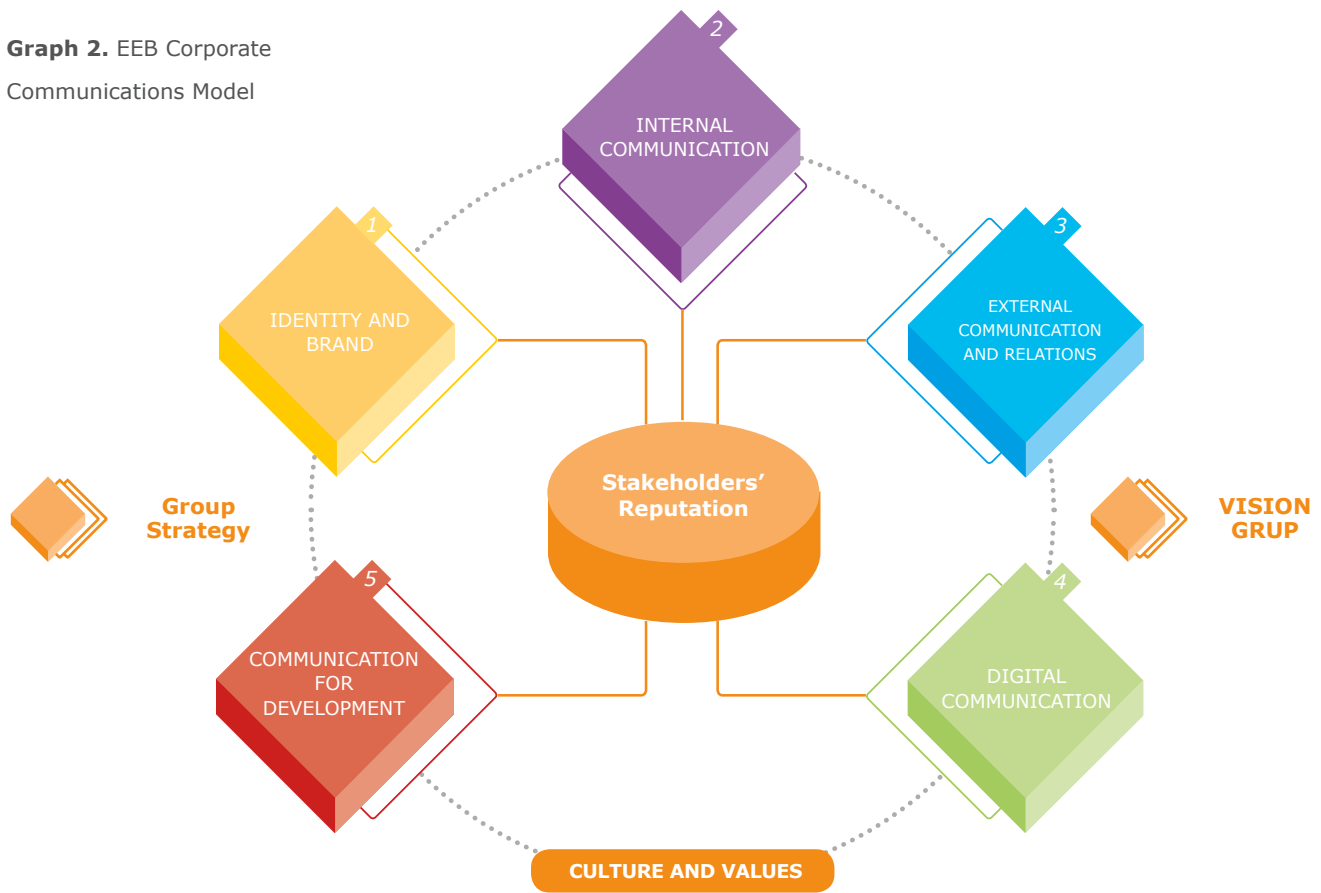 Graph 2. EEB Corporate
Communications Model
2
INTERNAL
COMMUNICATION
1
IDENTITY AND
BRAND
3
EXTERNAL
COMMUNICATION
AND RELATIONS
Stakeholders’
Reputation
Group
Strategy
VISION
GRUP
5
COMMUNICATION
FOR
DEVELOPMENT
4
DIGITAL
COMMUNICATION
CULTURE AND VALUES